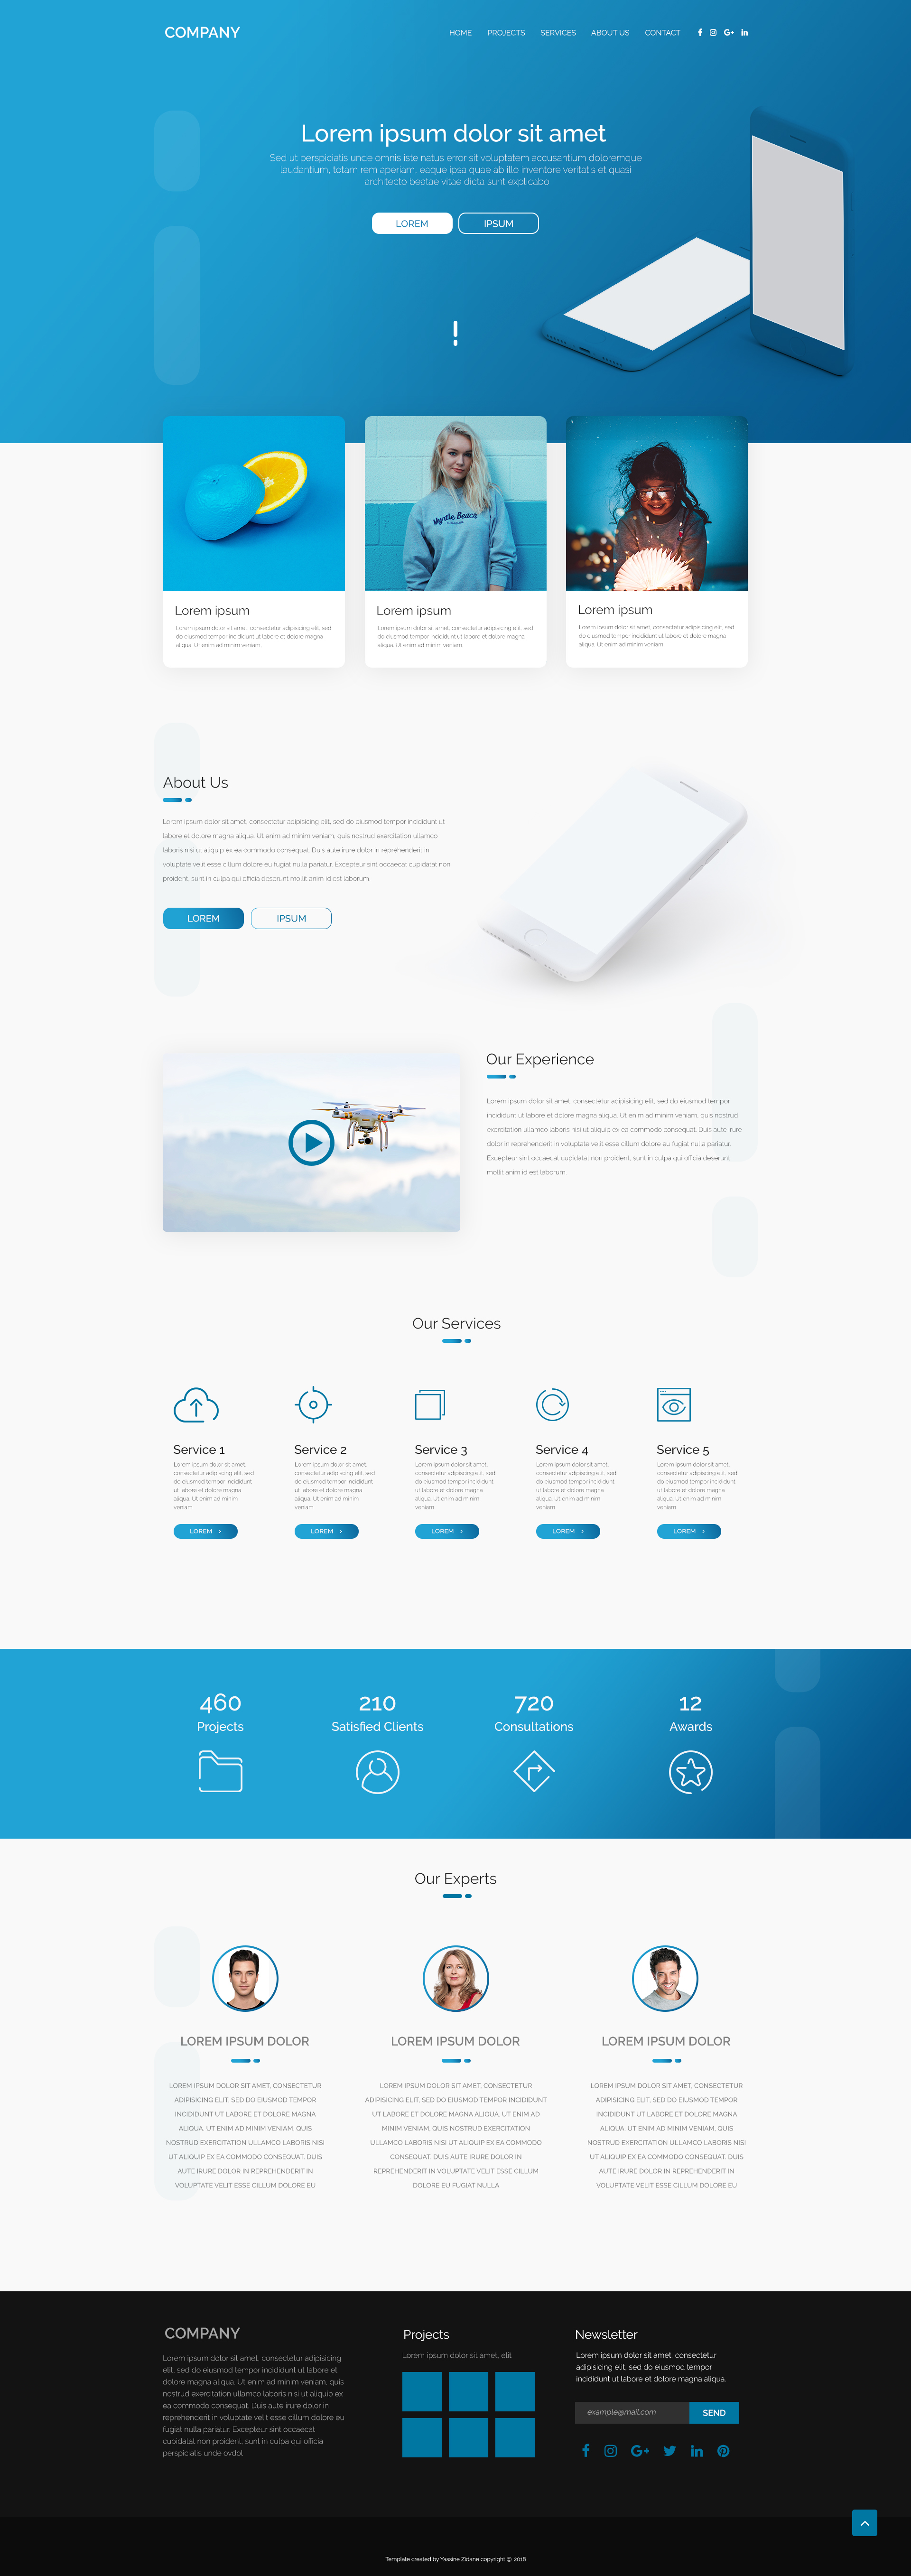 COMPANY
HOME PROJECTS SERVICES ABOUT US CONTACT
Lorem ipsum dolor sit amet
Sed ut perspiciatis unde omnis iste natus error sit voluptatem accusantium doloremque
laudantium, totam rem aperiam, eaque ipsa quae ab illo inventore veritatis et quasi
architecto beatae vitae dicta sunt explicabo
LOREM IPSUM
Myrtle Beach
Lorem ipsum
Lorem ipsum dolor sit amet, consectetur adipisicing elit, sed
do eiusmod tempor incididunt ut labore et dolore magna
aliqua. Ut enim ad minim veniam,
Lorem ipsum
Lorem ipsum dolor sit amet, consectetur adipisicing elit, sed
do eiusmod tempor incididunt ut labore et dolore magna
aliqua. Ut enim ad minim veniam,
Lorem ipsum
Lorem ipsum dolor sit amet, consectetur adipisicing elit, sed
do eiusmod tempor incididunt ut labore et dolore magna
aliqua. Ut enim ad minim veniam,
About Us
Lorem ipsum dolor sit amet, consectetur adipisicing elit, sed do eiusmod tempor incididunt ut
labore et dolore magna aliqua. Ut enim ad minim veniam, quis nostrud exercitation ullamco
laboris nisi ut aliquip ex ea commodo consequat. Duis aute irure dolor in reprehenderit in
voluptate velit esse cillum dolore eu fugiat nulla pariatur. Excepteur sint occaecat cupidatat non
proident, sunt in culpa qui officia deserunt mollit anim id est laborum.
LOREM IPSUM
Our Experience
Lorem ipsum dolor sit amet, consectetur adipisicing elit, sed do eiusmod tempor
incididunt ut labore et dolore magna aliqua. Ut enim ad minim veniam, quis nostrud
exercitation ullamco laboris nisi ut aliquip ex ea commodo consequat. Duis aute irure
dolor in reprehenderit in voluptate velit esse cillum dolore eu fugiat nulla pariatur.
Excepteur sint occaecat cupidatat non proident, sunt in culpa qui officia deserunt
mollit anim id est laborum
Our Services
Service 1
Lorem ipsum dolor sit amet,
consectetur adipisicing elit, sed
do eiusmod tempor incididunt
ut labore et dolore magna
aliqua. Ut enim ad minim
veniam
LOREM >
Service 2
Lorem ipsum dolor sit amet,
consectetur adipisicing elit, sed
do eiusmod tempor incididunt
ut labore et dolore magna
aliqua. Ut enim ad minim
veniam
LOREM >
Service 3
Lorem ipsum dolor sit amet,
consectetur adipisicing elit, sed
do eiusmod tempor incididunt
ut labore et dolore magna
aliqua. Ut enim ad minim
veniam
LOREM >
Service 4
Lorem ipsum dolor sit amet,
consectetur adipisicing elit, sed
do eiusmod tempor incididunt
ut labore et dolore magna
aliqua. Ut enim ad minim
veniam
LOREM >
Service 5
Lorem ipsum dolor sit amet,
consectetur adipisicing elit, sed
do eiusmod tempor incididunt
ut labore et dolore magna
aliqua. Ut enim ad minim
veniam
LOREM >
460
Projects
210
Satisfied Clients
720
Consultations
12
Awards
Our Experts
LOREM IPSUM DOLOR
LOREM IPSUM DOLOR SIT AMET, CONSECTETUR
ADIPISICING ELIT, SED DO EIUSMOD TEMPOR
INCIDIDUNT UT LABORE ET DOLORE MAGNA
ALIQUA. UT ENIM AD MINIM VENIAM, QUIS
NOSTRUD EXERCITATION ULLAMCO LABORIS NISI
UT ALIQUIP EX EA COMMODO CONSEQUAT. DUIS
AUTE IRURE DOLOR IN REPREHENDERIT IN
VOLUPTATE VELIT ESSE CILLUM DOLORE EU
LOREM IPSUM DOLOR
LOREM IPSUM DOLOR SIT AMET, CONSECTETUR
ADIPISICING ELIT, SED DO EIUSMOD TEMPOR INCIDIDUNT
UT LABORE ET DOLORE MAGNA ALIQUA. UT ENIM AD
MINIM VENIAM, QUIS NOSTRUD EXERCITATION
ULLAMCO LABORIS NISI UT ALIQUIP EX EA COMMODO
CONSEQUAT. DUIS AUTE IRURE DOLOR IN
REPREHENDERIT IN VOLUPTATE VELIT ESSE CILLUM
DOLORE EU FUGIAT NULLA
LOREM IPSUM DOLOR
LOREM IPSUM DOLOR SIT AMET, CONSECTETUR
ADIPISICING ELIT, SED DO EIUSMOD TEMPOR
INCIDIDUNT UT LABORE ET DOLORE MAGNA
ALIQUA. UT ENIM AD MINIM VENIAM, QUIS
NOSTRUD EXERCITATION ULLAMCO LABORIS NISI
UT ALIQUIP EX EA COMMODO CONSEQUAT. DUIS
AUTE IRURE DOLOR IN REPREHENDERIT IN
VOLUPTATE VELIT ESSE CILLUM DOLORE EU
COMPANY
Lorem ipsum dolor sit amet, consectetur adipisicing
elit, sed do eiusmod tempor incididunt ut labore et
dolore magna aliqua. Ut enim ad minim veniam, quis
nostrud exercitation ullamco laboris nisi ut aliquip ex
ea commodo consequat. Duis aute irure dolor in
reprehenderit in voluptate velit esse cillum dolore eu
fugiat nulla pariatur. Excepteur sint occaecat
cupidatat non proident, sunt in culpa qui officia
perspiciatis unde ovdol
Projects
Lorem ipsum dolor sit amet, elit
Newsletter
Lorem ipsum dolor sit amet, consectetur
adipisicing elit, sed do eiusmod tempor
incididunt ut labore et dolore magna aliqua.
example@mail.com SEND
Template created by Yassine Zidane copyright © 2018